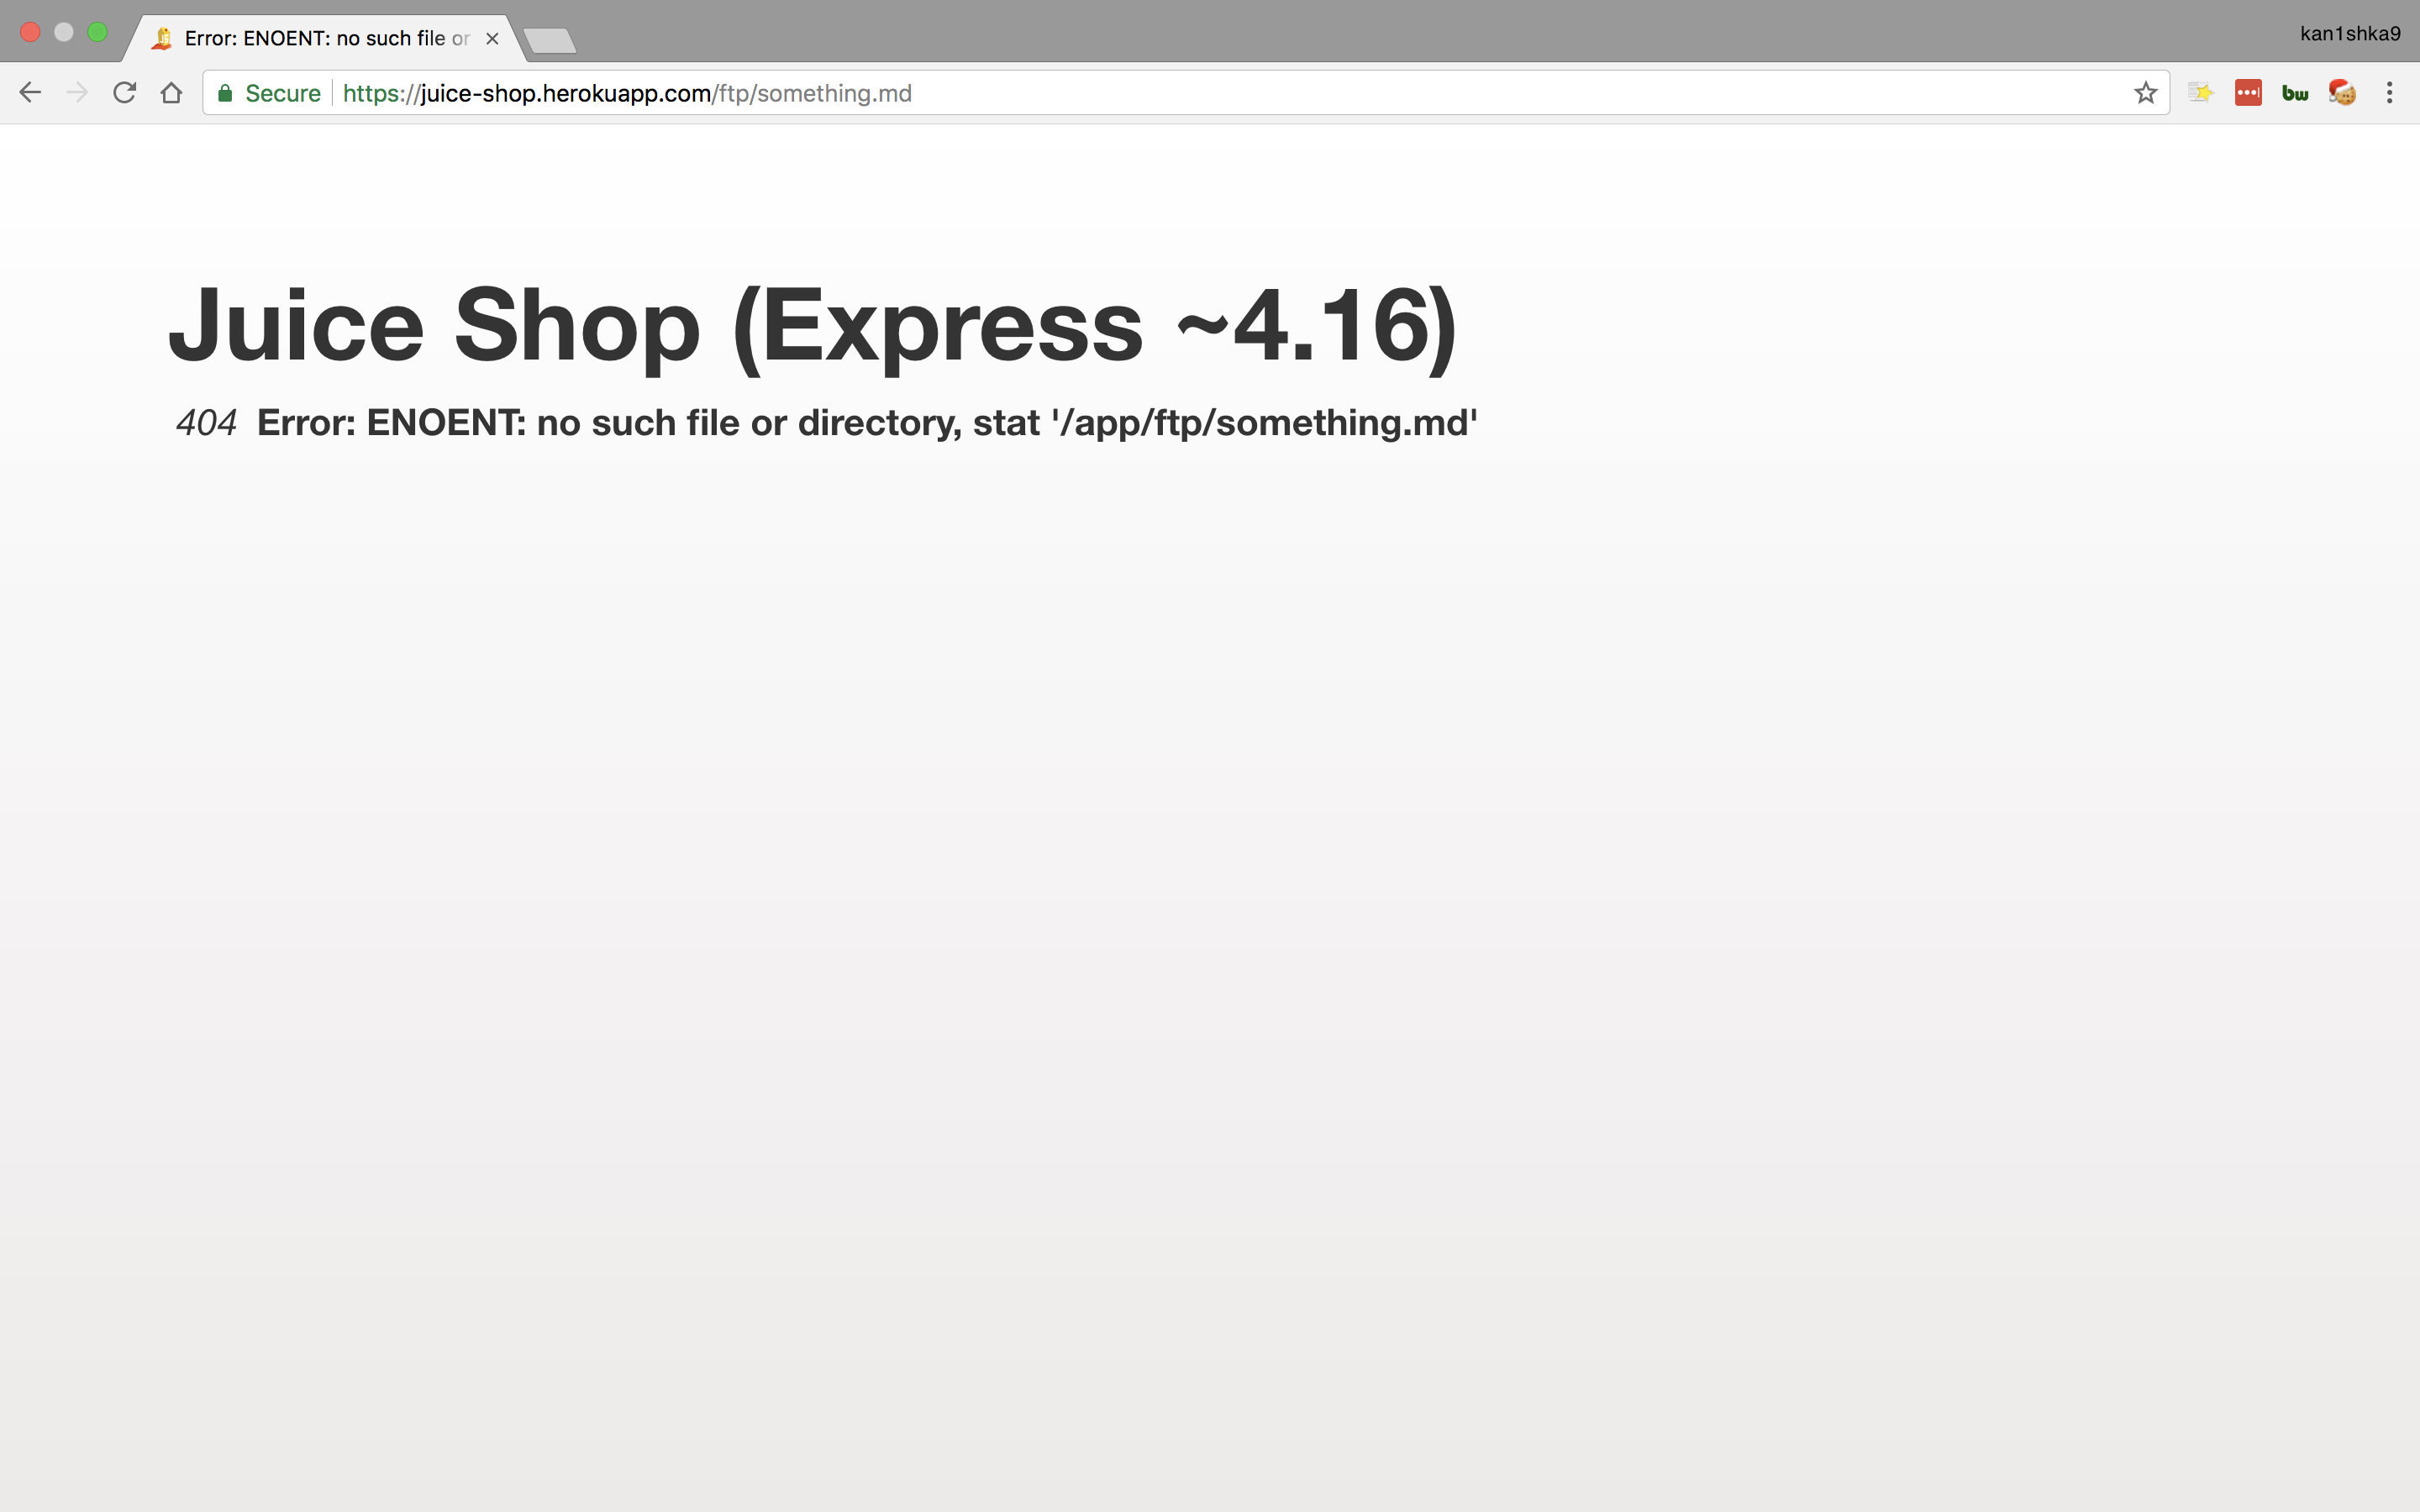 Error: ENOENT: no such file or
kan1shka9
Secure https://juice-shop.herokuapp.com/ftp/something.md
bw
Juice Shop (Express ~4.16)
404 Error: ENOENT: no such file or directory, stat '/app/ftp/something.md'